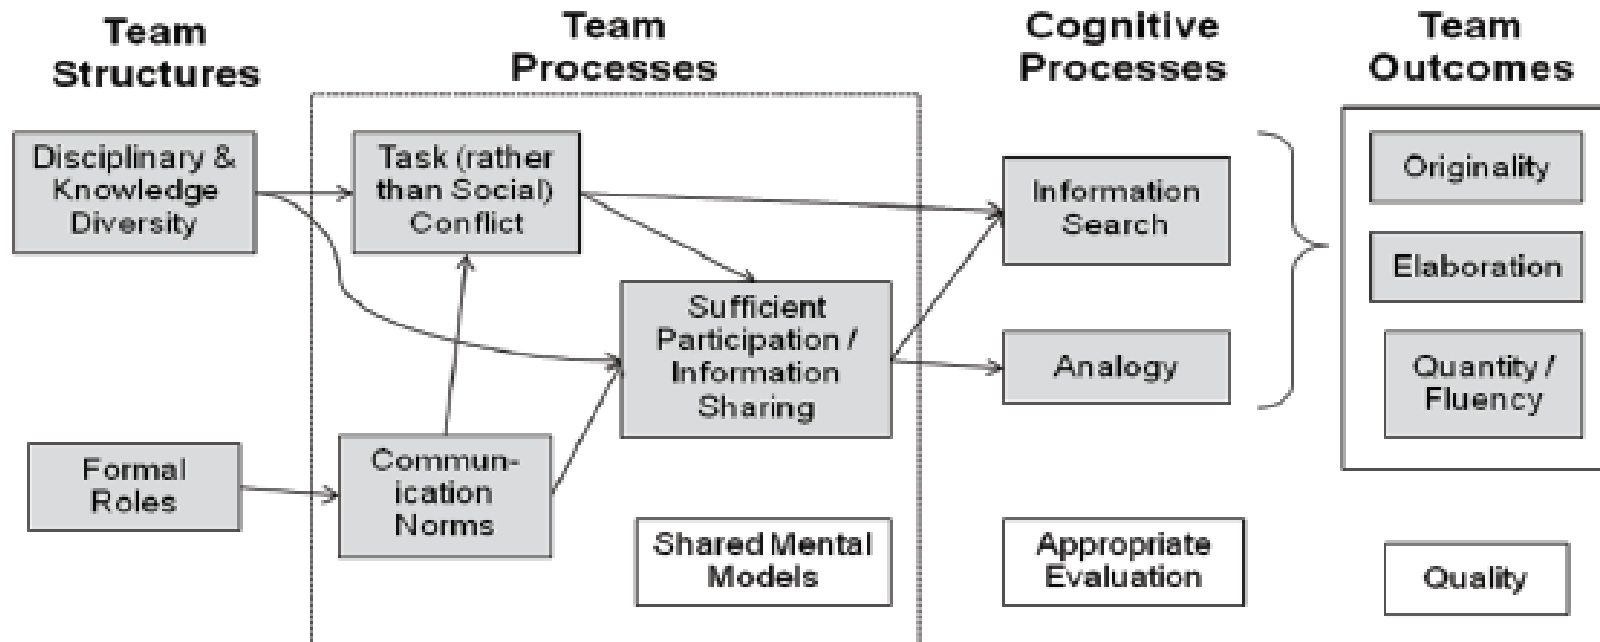 Team
Structures
Team
Processes
Cognitive
Processes
Team
Outcomes
Disciplinary &
Knowledge
Diversity
Task (rather
than Social)
Conflict
Information
Search
Originality
Elaboration
Sufficient
Participation /
Information
Sharing
Analogy
Quantity /
Fluency
Formal
Roles
Commun-
ication
Norms
Shared Mental
Models
Appropriate
Evaluation
Quality